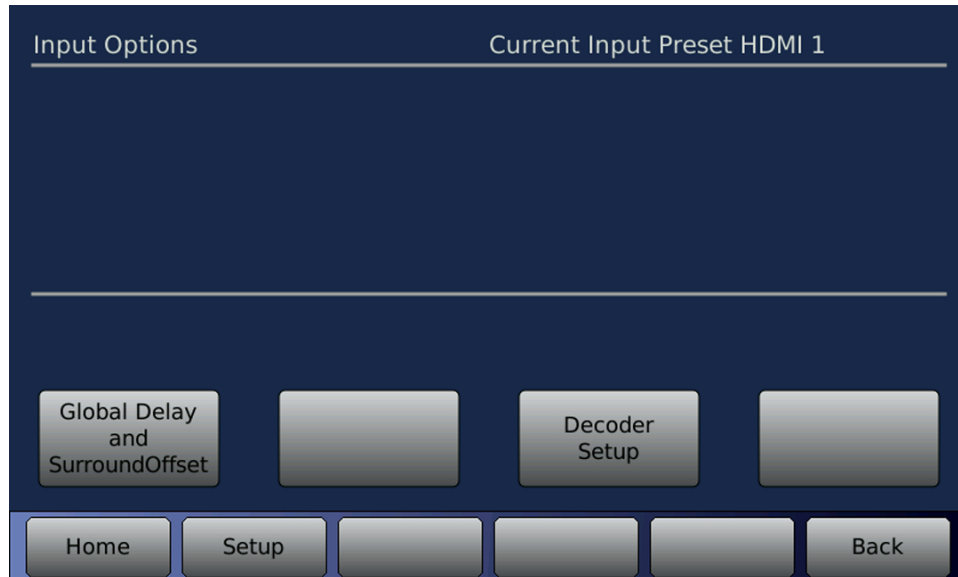 Input Options
Current Input Preset HDMI 1
Global Delay
and
SurroundOffset
Decoder
Setup
Home
Setup
Back